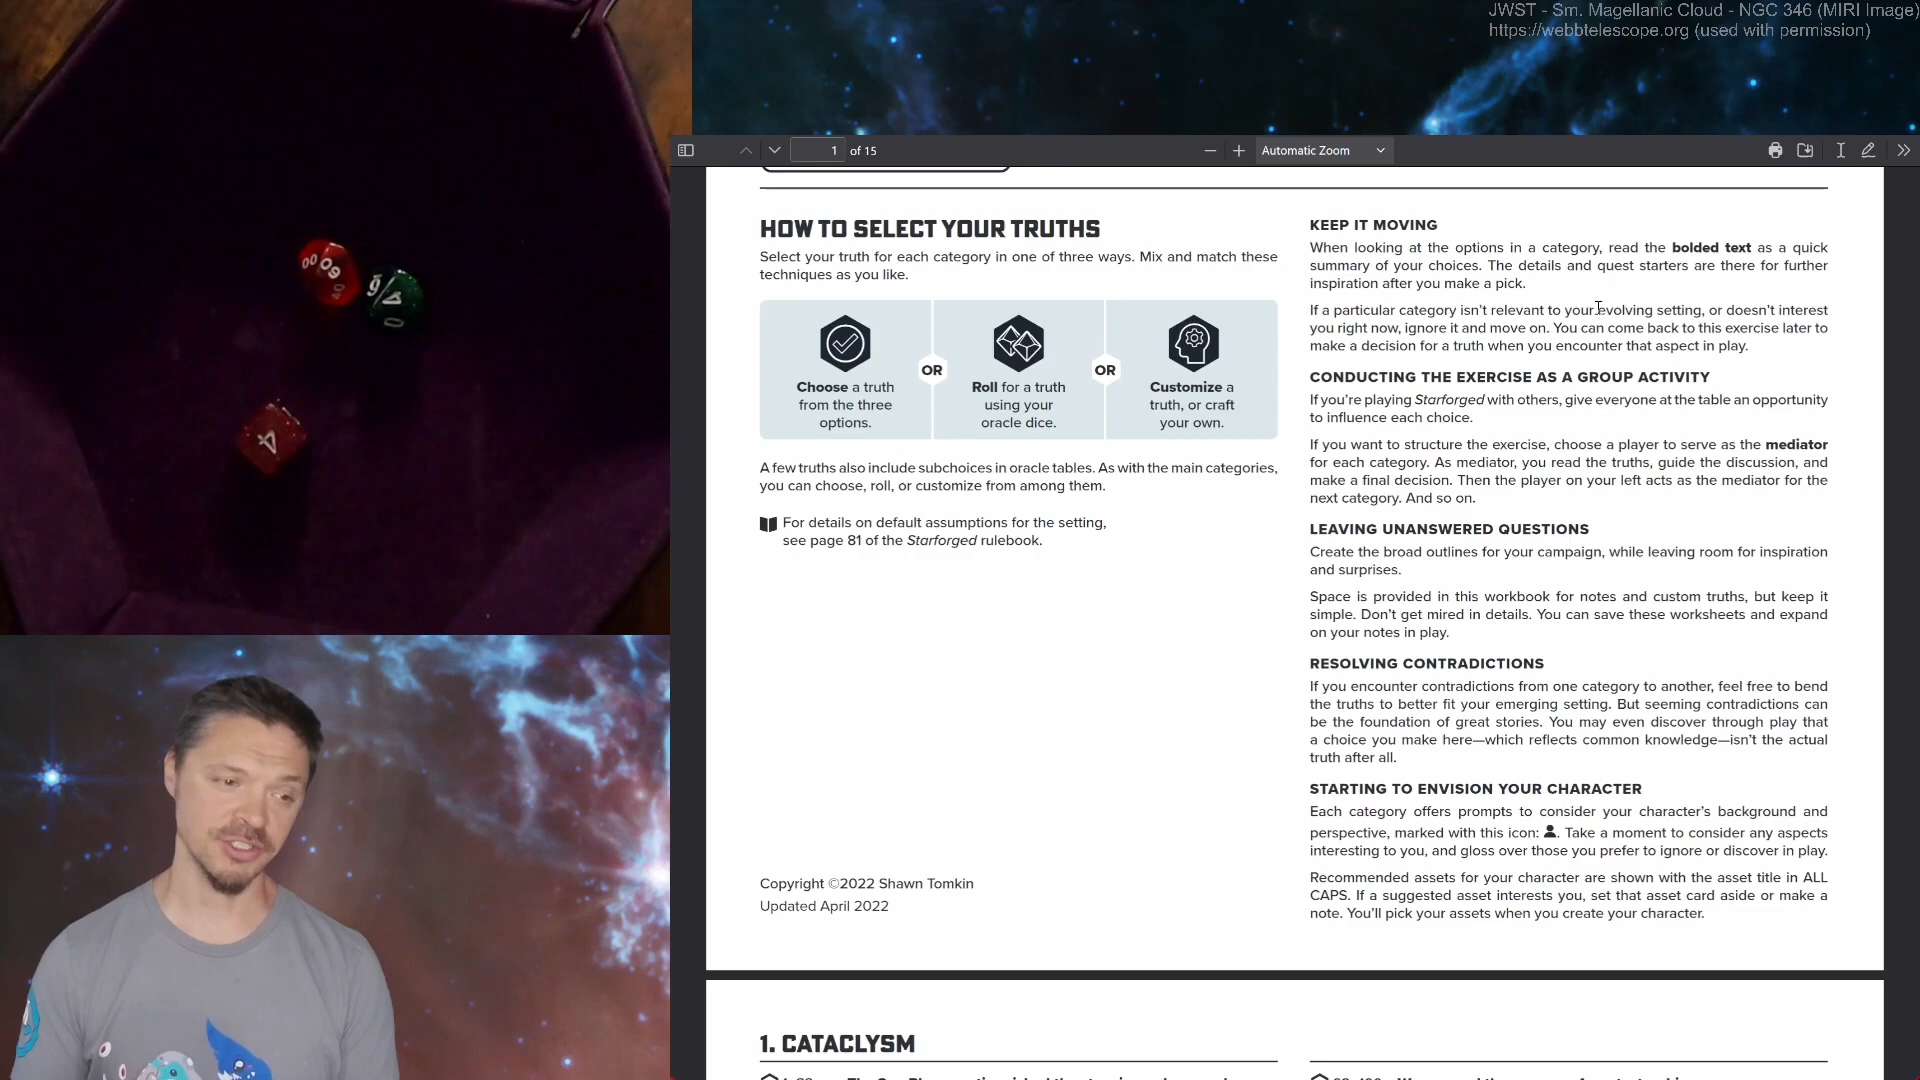 JWST - Sm. Magellanic Cloud - NGC 346 (MIRI Image)
https://webbtelescope.org (used with permission)
1 of 15
Automatic Zoom
HOW TO SELECT YOUR TRUTHS
Select your truth for each category in one of three ways. Mix and match these
techniques as you like.
Choose a truth
from the three
options.
OR
Roll for a truth
using your
oracle dice.
OR
Customize a
truth, or craft
your own.
A few truths also include subchoices in oracle tables. As with the main categories,
you can choose, roll, or customize from among them.
For details on default assumptions for the setting,
see page 81 of the Starforged rulebook.
Copyright ©2022 Shawn Tomkin
Updated April 2022
KEEP IT MOVING
When looking at the options in a category, read the bolded text as a quick
summary of your choices. The details and quest starters are there for further
inspiration after you make a pick.
If a particular category isn't relevant to your evolving setting, or doesn't interest
you right now, ignore it and move on. You can come back to this exercise later to
make a decision for a truth when you encounter that aspect in play.
CONDUCTING THE EXERCISE AS A GROUP ACTIVITY
If you're playing Starforged with others, give everyone at the table an opportunity
to influence each choice.
If you want to structure the exercise, choose a player to serve as the mediator
for each category. As mediator, you read the truths, guide the discussion, and
make a final decision. Then the player on your left acts as the mediator for the
next category. And so on.
LEAVING UNANSWERED QUESTIONS
Create the broad outlines for your campaign, while leaving room for inspiration
and surprises.
Space is provided in this workbook for notes and custom truths, but keep it
simple. Don't get mired in details. You can save these worksheets and expand
on your notes in play.
RESOLVING CONTRADICTIONS
If you encounter contradictions from one category to another, feel free to bend
the truths to better fit your emerging setting. But seeming contradictions can
be the foundation of great stories. You may even discover through play that
a choice you make here—which reflects common knowledge—isn't the actual
truth after all.
STARTING TO ENVISION YOUR CHARACTER
Each category offers prompts to consider your character's background and
perspective, marked with this icon: . Take a moment to consider any aspects
interesting to you, and gloss over those you prefer to ignore or discover in play.
Recommended assets for your character are shown with the asset title in ALL
CAPS. If a suggested asset interests you, set that asset card aside or make a
note. You'll pick your assets when you create your character.
1. CATACLYSM
00
60
40
4
0
4